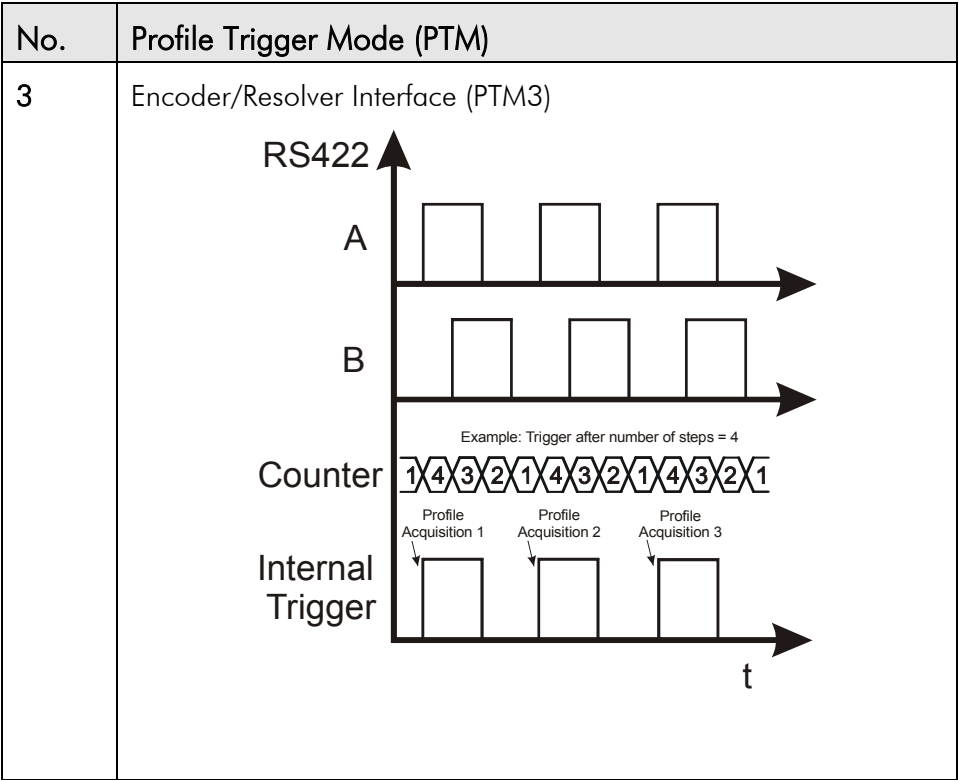 No. Profile Trigger Mode (PTM)
3 Encoder/Resolver Interface (PTM3)
RS422
A
B
Example: Trigger after number of steps = 4
Counter 1 4 3 2 1 4 3 2 1 4 3 2 1
Profile Profile Profile
Acquisition 1 Acquisition 2 Acquisition 3
Internal
Trigger
t